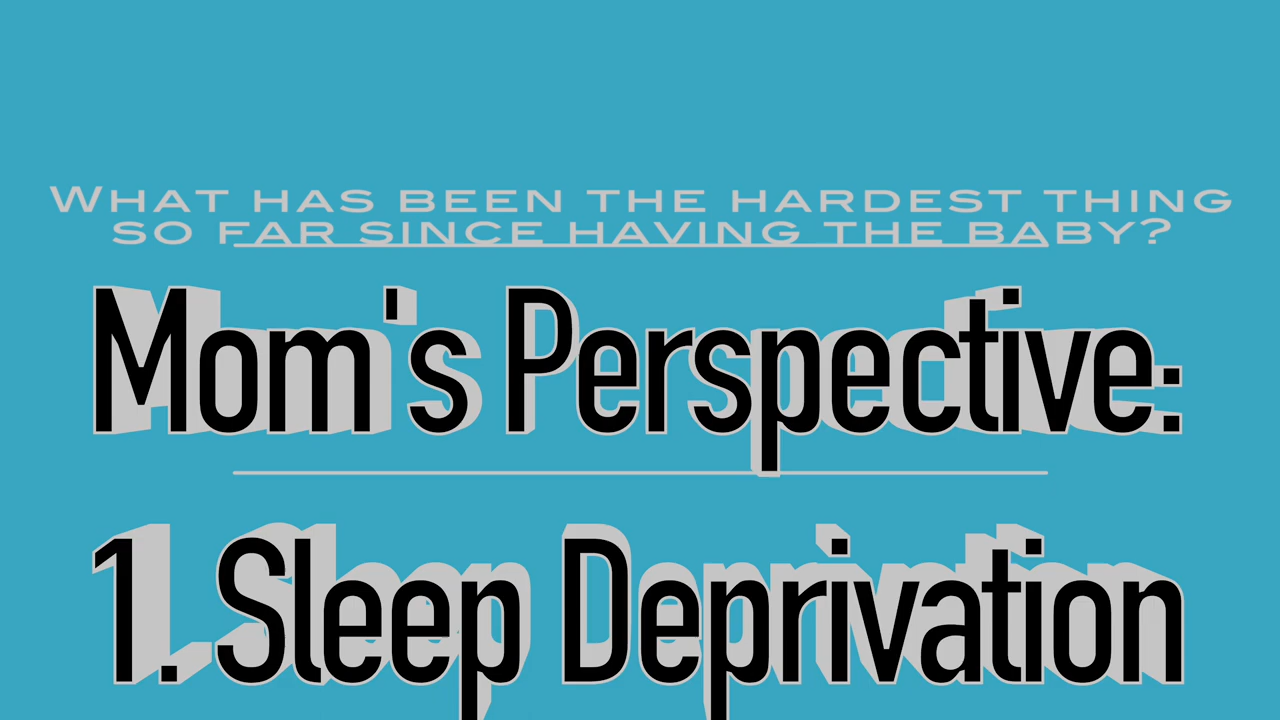 What has been the hardest thing
so far since having the baby?
Mom's Perspective:
1. Sleep Deprivation